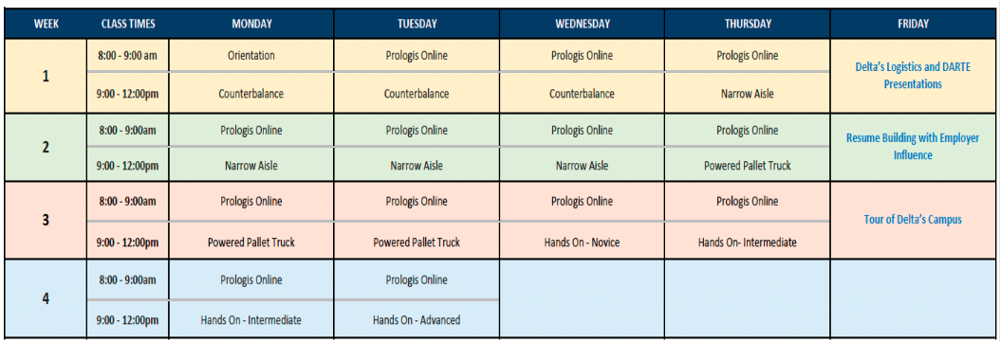 WEEK CLASS TIMES MONDAY TUESDAY WEDNESDAY THURSDAY FRIDAY
1
8:00 - 9:00 am Orientation Prologis Online Prologis Online Prologis Online
9:00 - 12:00pm Counterbalance Counterbalance Counterbalance Narrow Aisle
Delta's Logistics and DARTE
Presentations
2
8:00 - 9:00am Prologis Online Prologis Online Prologis Online Prologis Online
9:00 - 12:00pm Narrow Aisle Narrow Aisle Narrow Aisle Powered Pallet Truck
Resume Building with Employer
Influence
3
8:00 - 9:00am Prologis Online Prologis Online Prologis Online Prologis Online
9:00 - 12:00pm Powered Pallet Truck Powered Pallet Truck Hands On - Novice Hands On- Intermediate
Tour of Delta's Campus
4
8:00 - 9:00am Prologis Online Prologis Online
9:00 - 12:00pm Hands On - Intermediate Hands On - Advanced